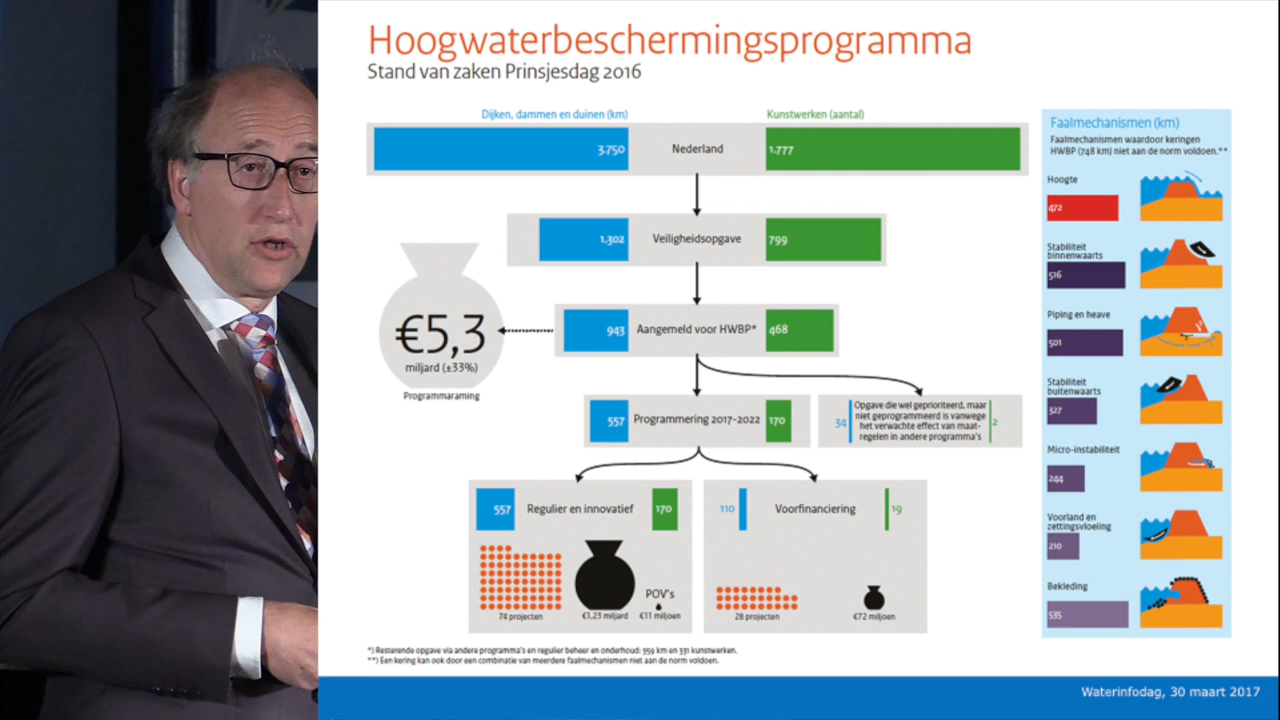 Hoogwaterbeschermingsprogramma
Stand van zaken Prinsjesdag 2016
Dijken, dammen en duinen (km)
Kunstwerken (aantal)
3.750
Nederland
1.777
1.302
Veiligheidsopgave
799
€5,3
miljard (±33%)
Programmaraming
943
Aangemeld voor HWBP*
468
557
Programmering 2017-2022
170
34
Opgave die wel geprioriteerd, maar
niet geprogrammeerd is vanwege
het verwachte effect van maat-
regelen in andere programma's
2
557
Regulier en innovatief
170
74 projecten
€1,23 miljard
POV's
€11 miljoen
110
Voorfinanciering
19
28 projecten
€72 miljoen
*) Resterende opgave via andere programma's en regulier beheer en onderhoud: 359 km en 331 kunstwerken.
**) Een kering kan ook door een combinatie van meerdere faalmechanismen niet aan de norm voldoen.
Faalmechanismen (km)
Faalmechanismen waardoor keringen
HWBP (748 km) niet aan de norm voldoen.**
Hoogte
472
Stabiliteit
binnenwaarts
516
Piping en heave
501
Stabiliteit
buitenwaarts
327
Micro-instabiliteit
244
Voorland en
zettingsvloeiing
210
Bekleding
535
Waterinfodag, 30 maart 2017